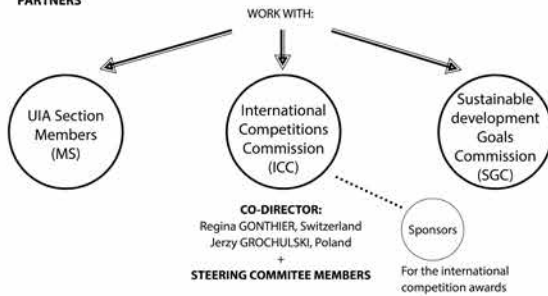 PARTNERS
WORK WITH:
UIA Section
Members
(MS)
International
Competitions
Commission
(ICC)
Sustainable
development
Goals
Commission
(SGC)
CO-DIRECTOR:
Regina GONTHIER, Switzerland
Jerzy GROCHULSKI, Poland
+
STEERING COMMITEE MEMBERS
Sponsors
For the international
competition awards